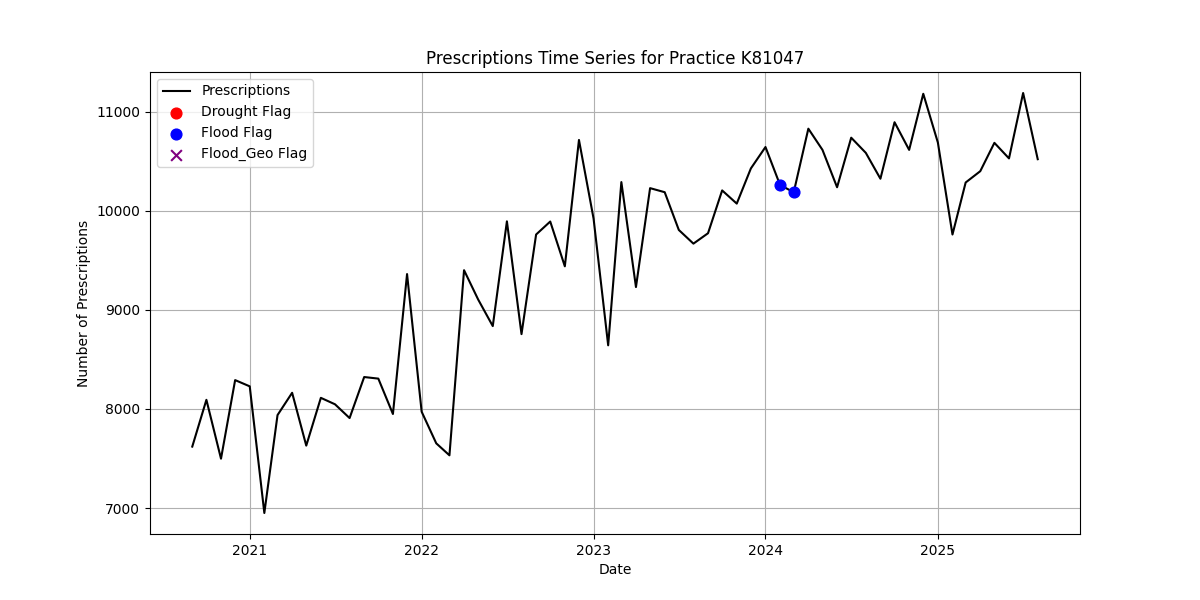 Prescriptions Time Series for Practice K81047
Prescriptions
Drought Flag
Flood Flag
Flood_Geo Flag
Number of Prescriptions
11000
10000
9000
8000
7000
2021 2022 2023 2024 2025
Date